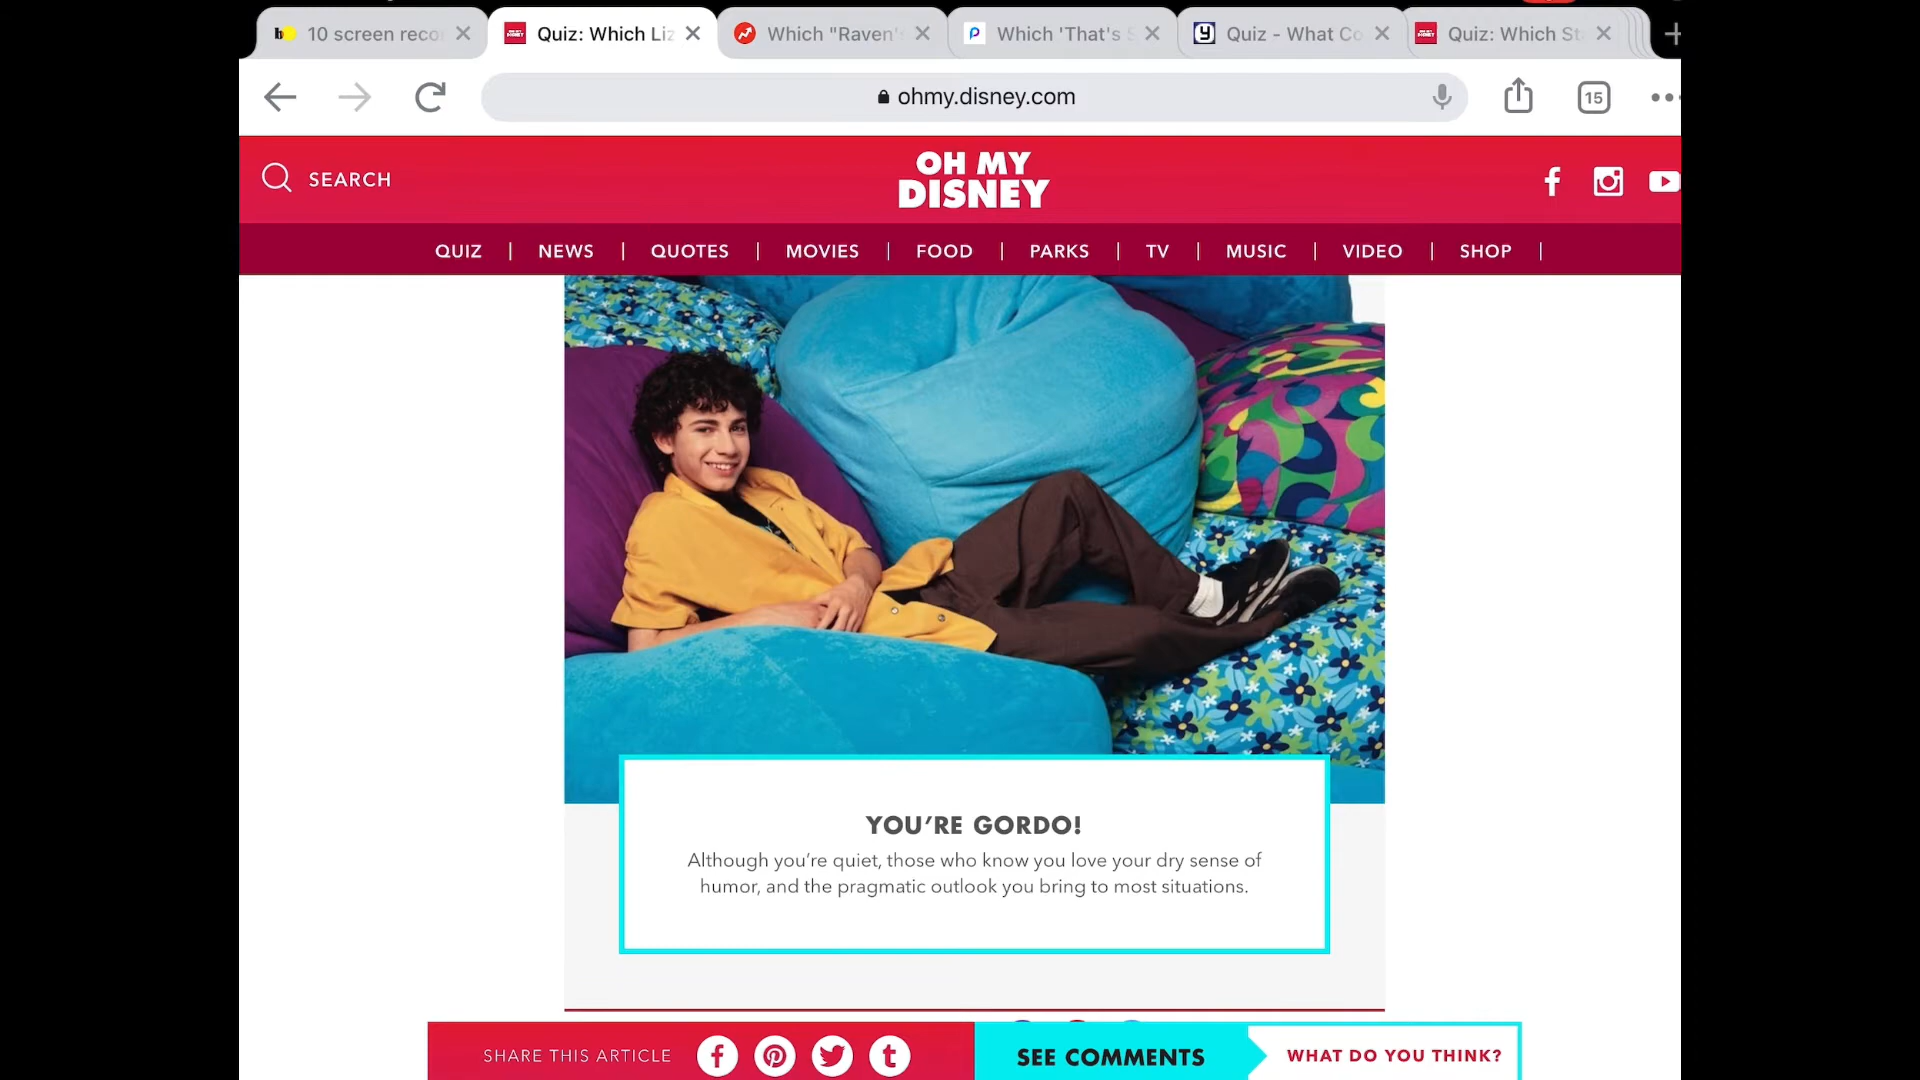 10 screen reco
Quiz: Which Liz
Which "Raven's
Which 'That's S
Quiz - What Co
Quiz: Which St
ohmy.disney.com
15
SEARCH
OH MY
DISNEY
QUIZ | NEWS | QUOTES | MOVIES | FOOD | PARKS | TV | MUSIC | VIDEO | SHOP |
YOU'RE GORDO!
Although you're quiet, those who know you love your dry sense of
humor, and the pragmatic outlook you bring to most situations.
SHARE THIS ARTICLE
SEE COMMENTS
WHAT DO YOU THINK?